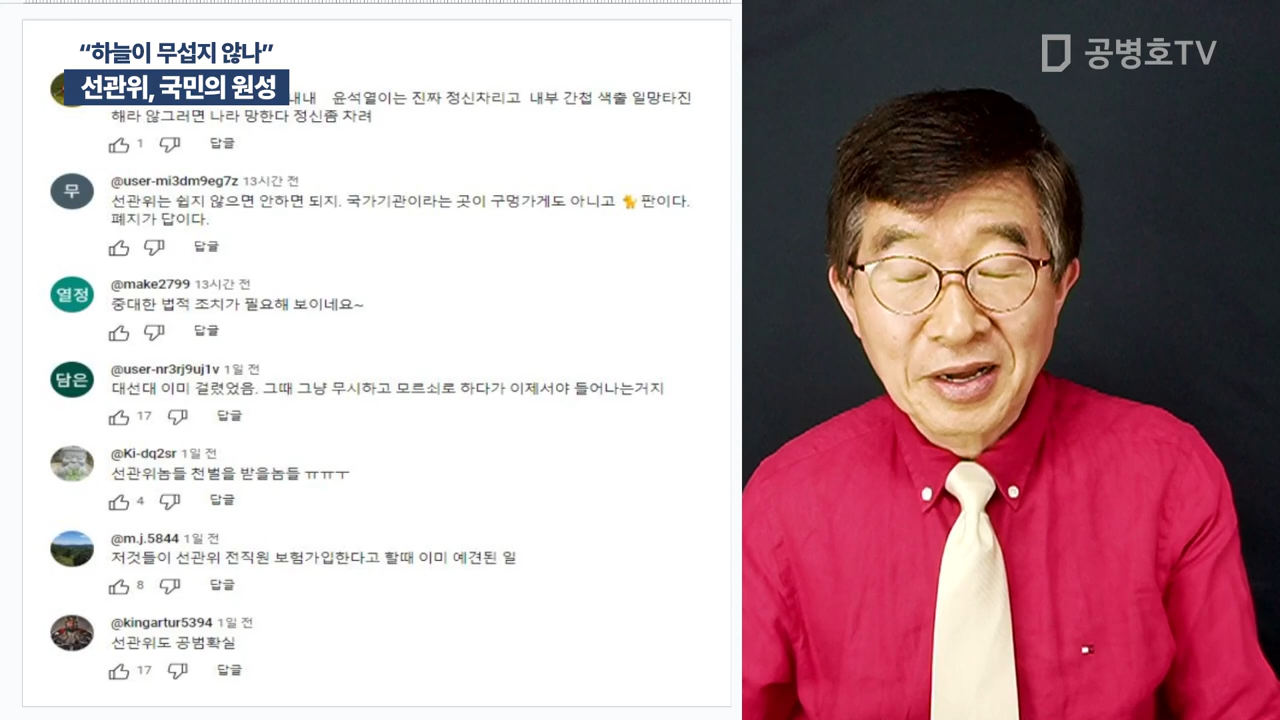 “하늘이 무섭지 않나”
선관위, 국민의 원성
공병호TV
내내 윤석열이는 진짜 정신차리고 내부 간첩 색출 일망타진
해라 않그러면 나라 망한다 정신좀 차려
1 답글
무
@user-mi3dm9eg7z 13시간 전
선관위는 쉽지 않으면 안하면 되지. 국가기관이라는 곳이 구멍가게도 아니고 🐈 판이다.
폐지가 답이다.
답글
열정
@make2799 13시간 전
중대한 법적 조치가 필요해 보이네요~
답글
담은
@user-nr3rj9uj1v 1일 전
대선대 이미 걸렸었음. 그때 그냥 무시하고 모르쇠로 하다가 이제서야 들어나는거지
17 답글
@Ki-dq2sr 1일 전
선관위놈들 천벌을 받을놈들 ㅠㅠㅜ
4 답글
@m.j.5844 1일 전
저것들이 선관위 전직원 보험가입한다고 할때 이미 예견된 일
8 답글
@kingartur5394 1일 전
선관위도 공범확실
17 답글